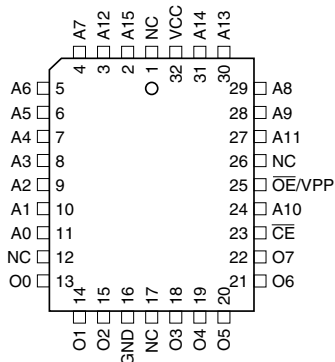 A7 A12 A15 NC VCC A14 A13
4 3 2 1 32 31 30
A6 5 29 A8
A5 6 28 A9
A4 7 27 A11
A3 8 26 NC
A2 9 25 OE/VPP
A1 10 24 A10
A0 11 23 CE
NC 12 22 O7
O0 13 21 O6
14 15 16 17 18 19 20
O1 O2 GND NC O3 O4 O5